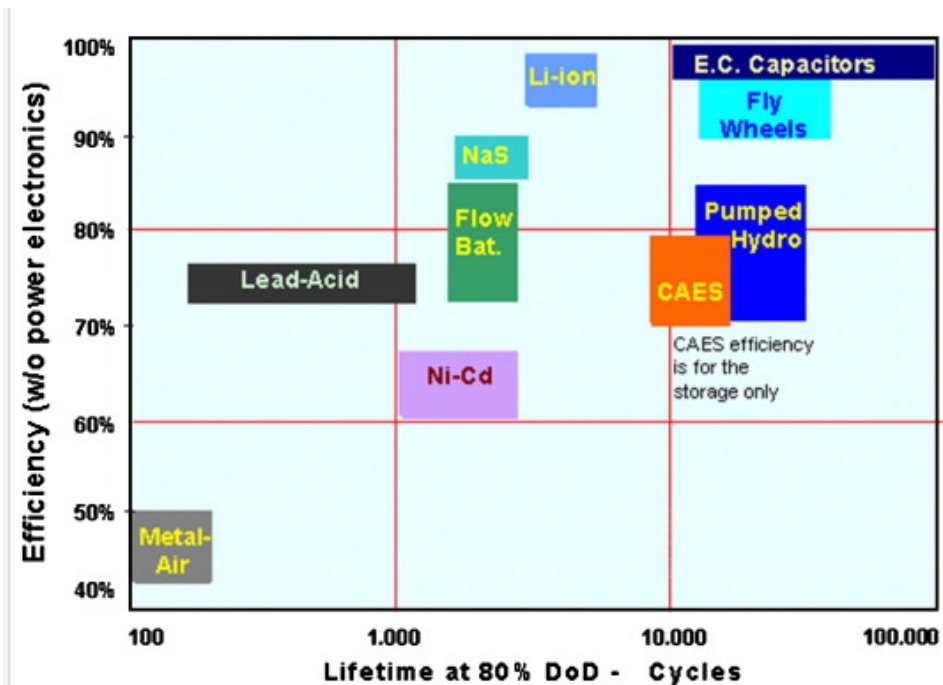 100%
90%
80%
70%
60%
50%
40%
Efficiency (w/o power electronics)
E.C. Capacitors
Li-ion
Fly
Wheels
NaS
Flow
Bat.
Pumped
Hydro
Lead-Acid
CAES
CAES efficiency
is for the
storage only
Ni-Cd
Metal-
Air
100
1.000
10.000
100.000
Lifetime at 80% DoD - Cycles